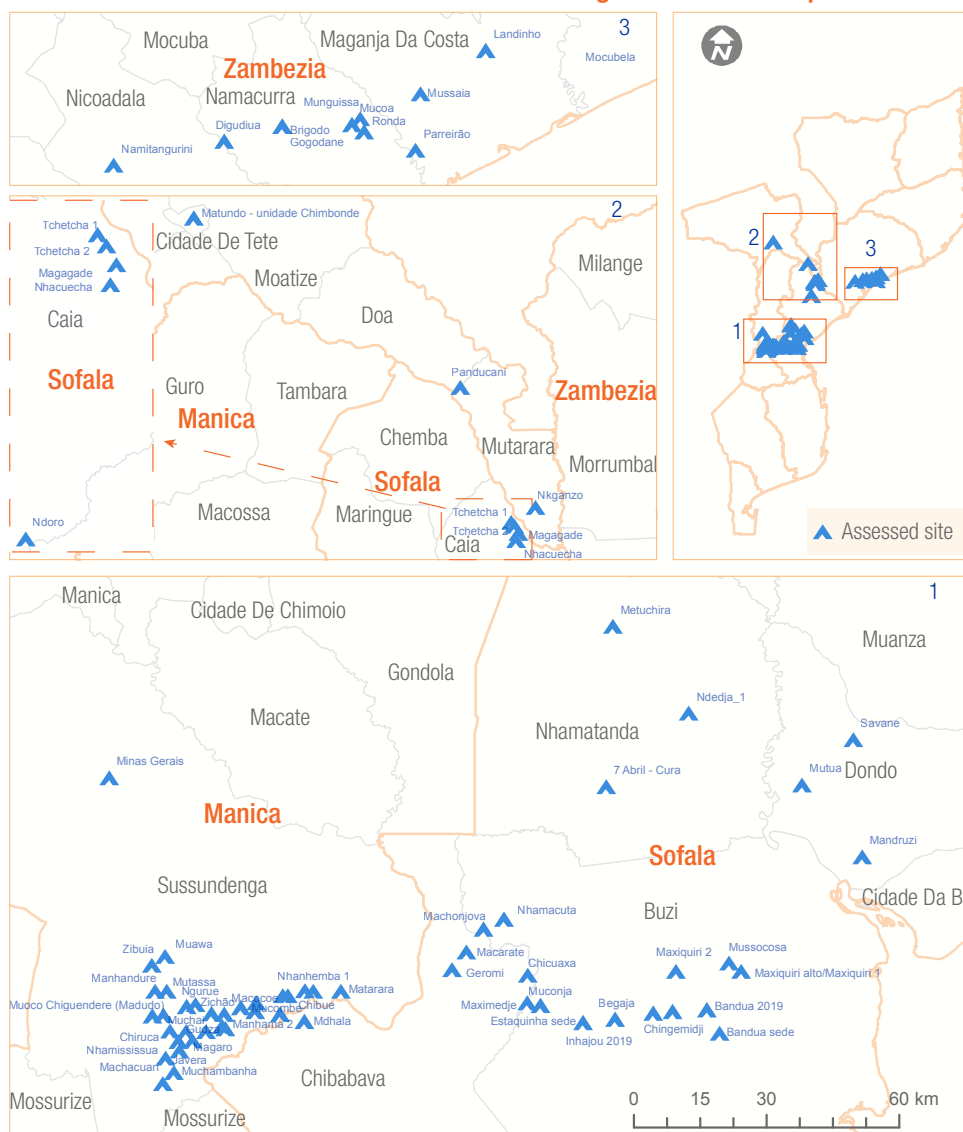 3
Mocuba
Maganja Da Costa
Landinho
Mocubela
Zambezia
Nicoadala
Namacurra
Mussaia
Munguissa
Mucoa
Ronda
Digudiua
Brigodo
Gogodane
Parreirão
Namitangurini
N
2
3
1
Assessed site
2
Tchetcha 1
Tchetcha 2
Magagade
Nhacuecha
Caia
Sofala
Ndoro
Matundo - unidade Chimbonde
Cidade De Tete
Moatize
Milange
Doa
Guro
Tambara
Panducani
Zambezia
Manica
Chemba
Mutarara
Morrumbal
Sofala
Macossa
Maringue
Nkganzo
Tchetcha 1
Tchetcha 2
Magagade
Caia
Nhacuecha
1
Manica
Cidade De Chimoio
Metuchira
Muanza
Gondola
Macate
Ndedja_1
Nhamatanda
Savane
Minas Gerais
7 Abril - Cura
Mutua
Dondo
Manica
Sofala
Mandruzi
Sussundenga
Cidade Da B
Buzi
Nhamacuta
Machonjova
Muawa
Zibuia
Macarate
Maxiquiri 2
Mussocosa
Manhandure
Mutassa
Nhanhemba 1
Geromi
Chicuaxa
Maxiquiri alto/Maxiquiri 1
Ngurue
Matarara
Muoco Chiquendere (Madudo)
Zichão
Macocoe
Chibue
Maximedje
Muconja
Begaja
Bandua 2019
Muchai
Mucombe
Estaquinha sede
Chingemidji
Gudza
Manhama 2
Mdhala
Inhajou 2019
Bandua sede
Chiruca
Magaro
Nhamississua
Javera
Machacuari
Muchambanha
Chibabava
Mossurize
Mossurize
0 15 30 60 km